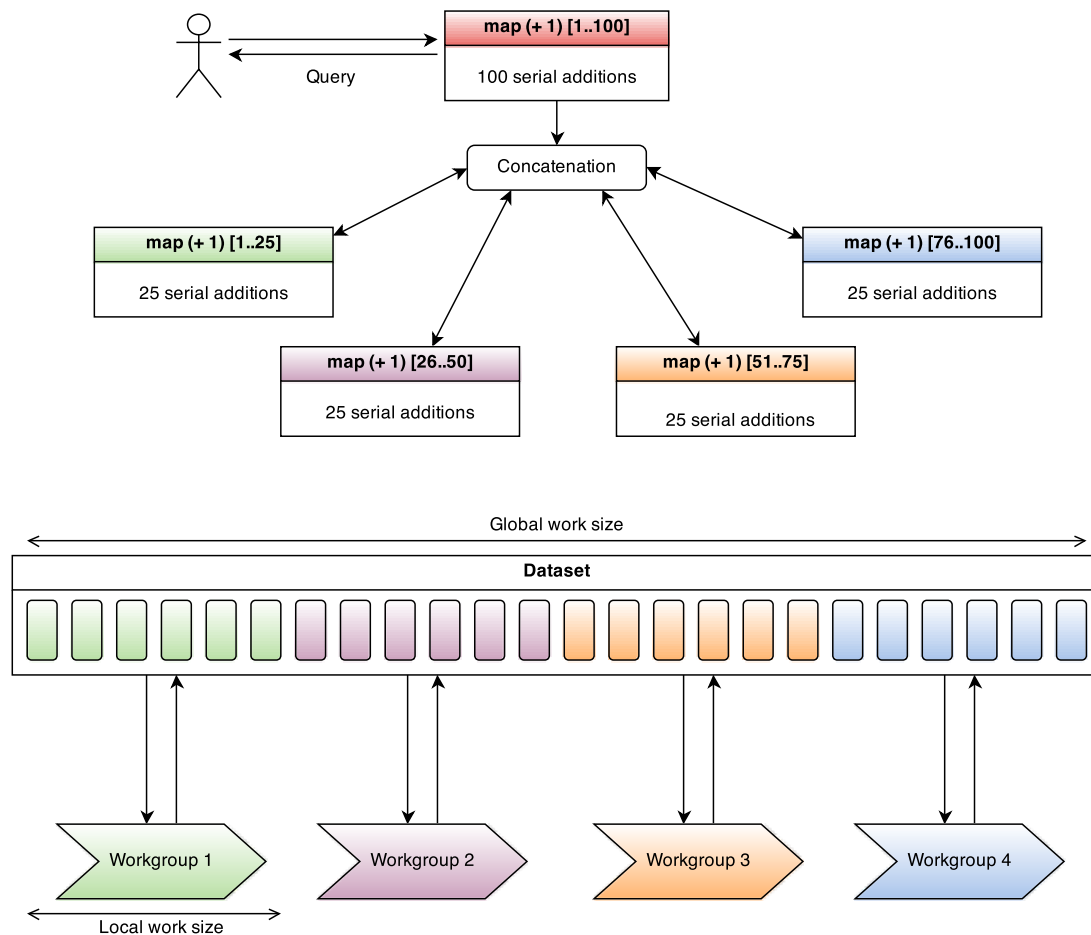 map (+ 1) [1..100]
100 serial additions
Query
Concatenation
map (+ 1) [1..25]
25 serial additions
map (+ 1) [76..100]
25 serial additions
map (+ 1) [26..50]
25 serial additions
map (+ 1) [51..75]
25 serial additions
Global work size
Dataset
Workgroup 1
Workgroup 2
Workgroup 3
Workgroup 4
Local work size